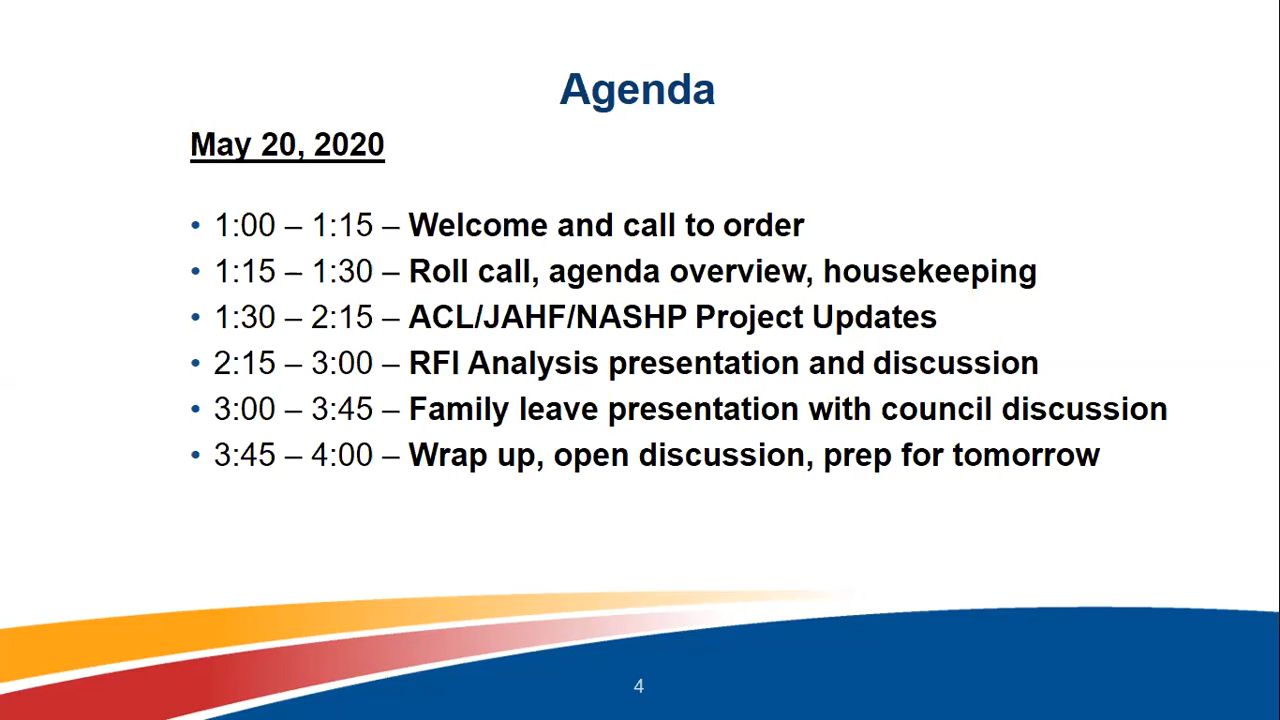 Agenda
May 20, 2020
• 1:00 – 1:15 – Welcome and call to order
• 1:15 – 1:30 – Roll call, agenda overview, housekeeping
• 1:30 – 2:15 – ACL/JAHF/NASHP Project Updates
• 2:15 – 3:00 – RFI Analysis presentation and discussion
• 3:00 – 3:45 – Family leave presentation with council discussion
• 3:45 – 4:00 – Wrap up, open discussion, prep for tomorrow
4